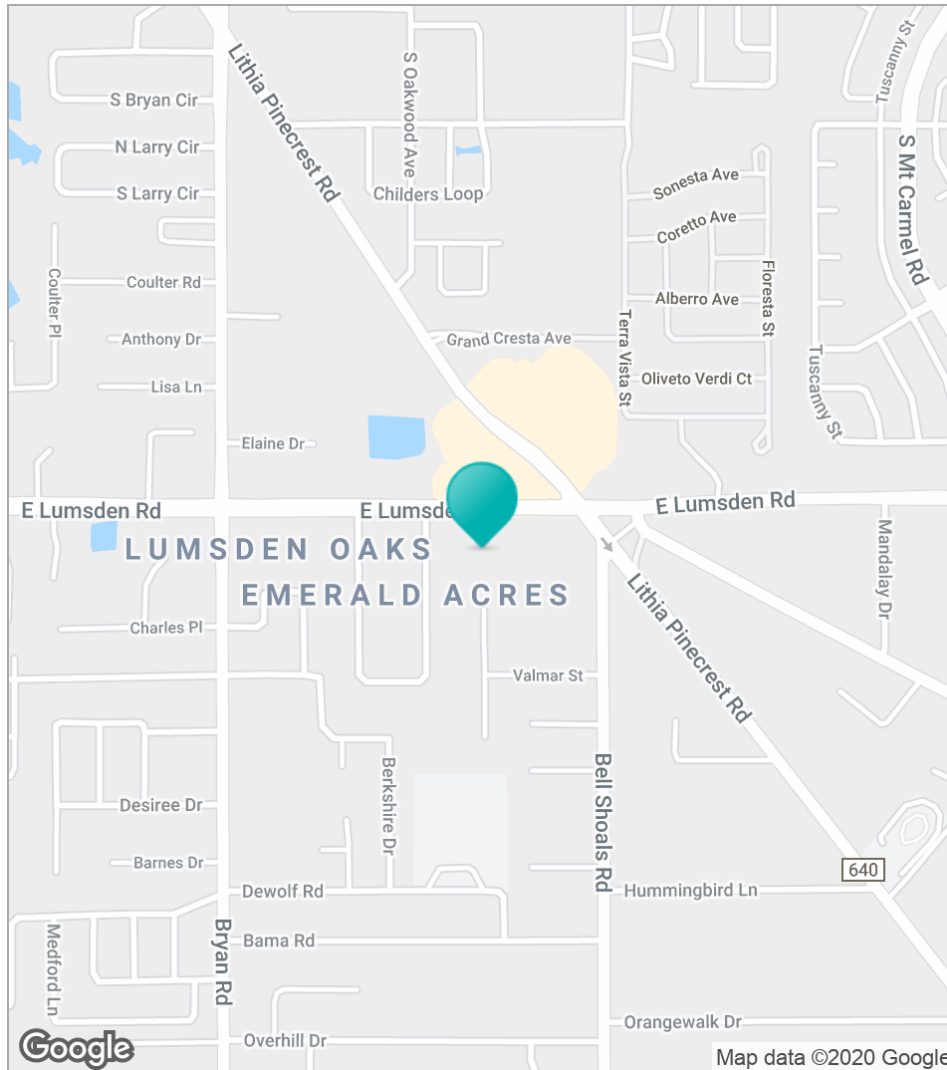 Tuscanny St
Lithia Pinecrest Rd
S Oakwood Ave
S Bryan Cir
N Larry Cir
S Mt Carmel Rd
S Larry Cir
Childers Loop
Sonesta Ave
Coretto Ave
Coulter Pl
Coulter Rd
Floresta St
Alberro Ave
Anthony Dr
Grand Cresta Ave
Terra Vista St
Tuscanny St
Lisa Ln
Oliveto Verdi Ct
Elaine Dr
E Lumsden Rd
E Lumsde
E Lumsden Rd
LUMSDEN OAKS
Mandalay Dr
EMERALD ACRES
Lithia Pinecrest Rd
Charles Pl
Valmar St
Berkshire Dr
Bell Shoals Rd
Desiree Dr
Barnes Dr
640
Dewolf Rd
Hummingbird Ln
Medford Ln
Bryan Rd
Bama Rd
Orangewalk Dr
Overhill Dr
Google
Map data ©2020 Google